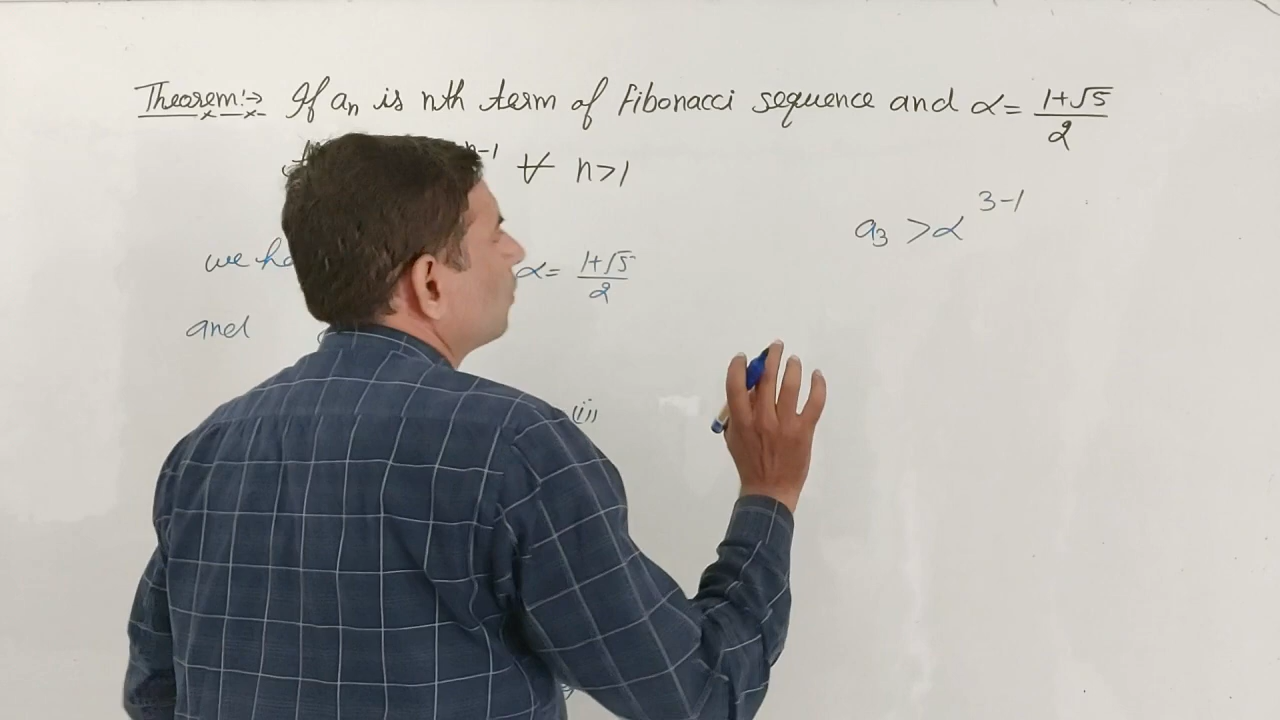 Theorem:→ If aₙ is nth term of Fibonacci sequence and α = (1+√5)/2
n-1 ∀ n>1
a₃ > α^(3-1)
we α = (1+√5)/2
and
(ii)